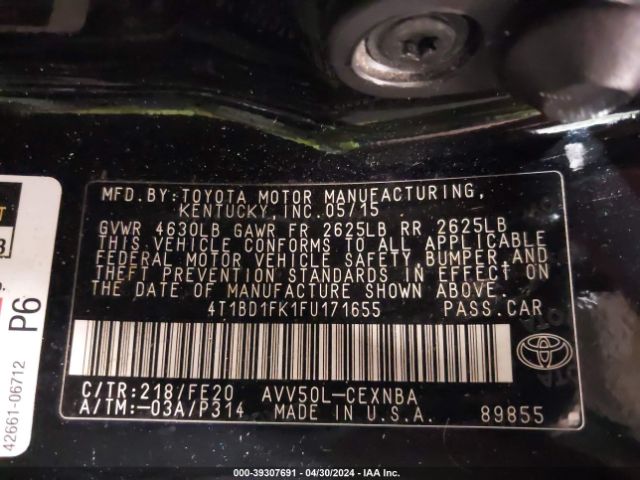 MFD.BY:TOYOTA MOTOR MANUFACTURING,
KENTUCKY, INC. 05/15
GVWR 4630LB GAWR FR 2625LB RR 2625LB
THIS VEHICLE CONFORMS TO ALL APPLICABLE
FEDERAL MOTOR VEHICLE SAFETY, BUMPER, AND
THEFT PREVENTION STANDARDS IN EFFECT ON
THE DATE OF MANUFACTURE SHOWN ABOVE.
4T1BD1FK1FU171655 PASS.CAR
C/TR:218/FE20 AVV50L-CEXNBA
A/TM:-03A/P314 MADE IN U.S.A. 89855
TOYOTA
P6
42661-06712
000-39307691 - 04/30/2024 - IAA Inc.